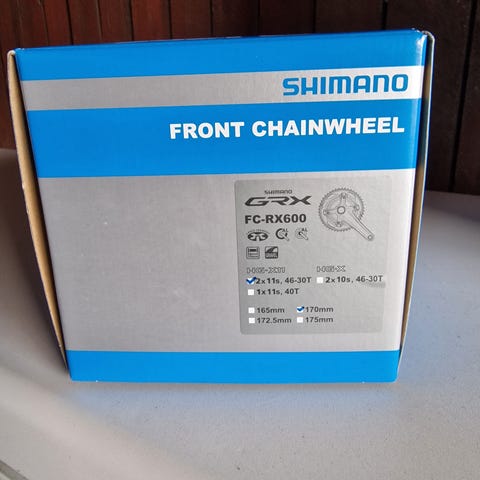 SHIMANO
FRONT CHAINWHEEL
SHIMANO
GRX
FC-RX600
HG-X11 HG-X
2x11s, 46-30T 2x10s, 46-30T
1x11s, 40T
165mm 170mm
172.5mm 175mm